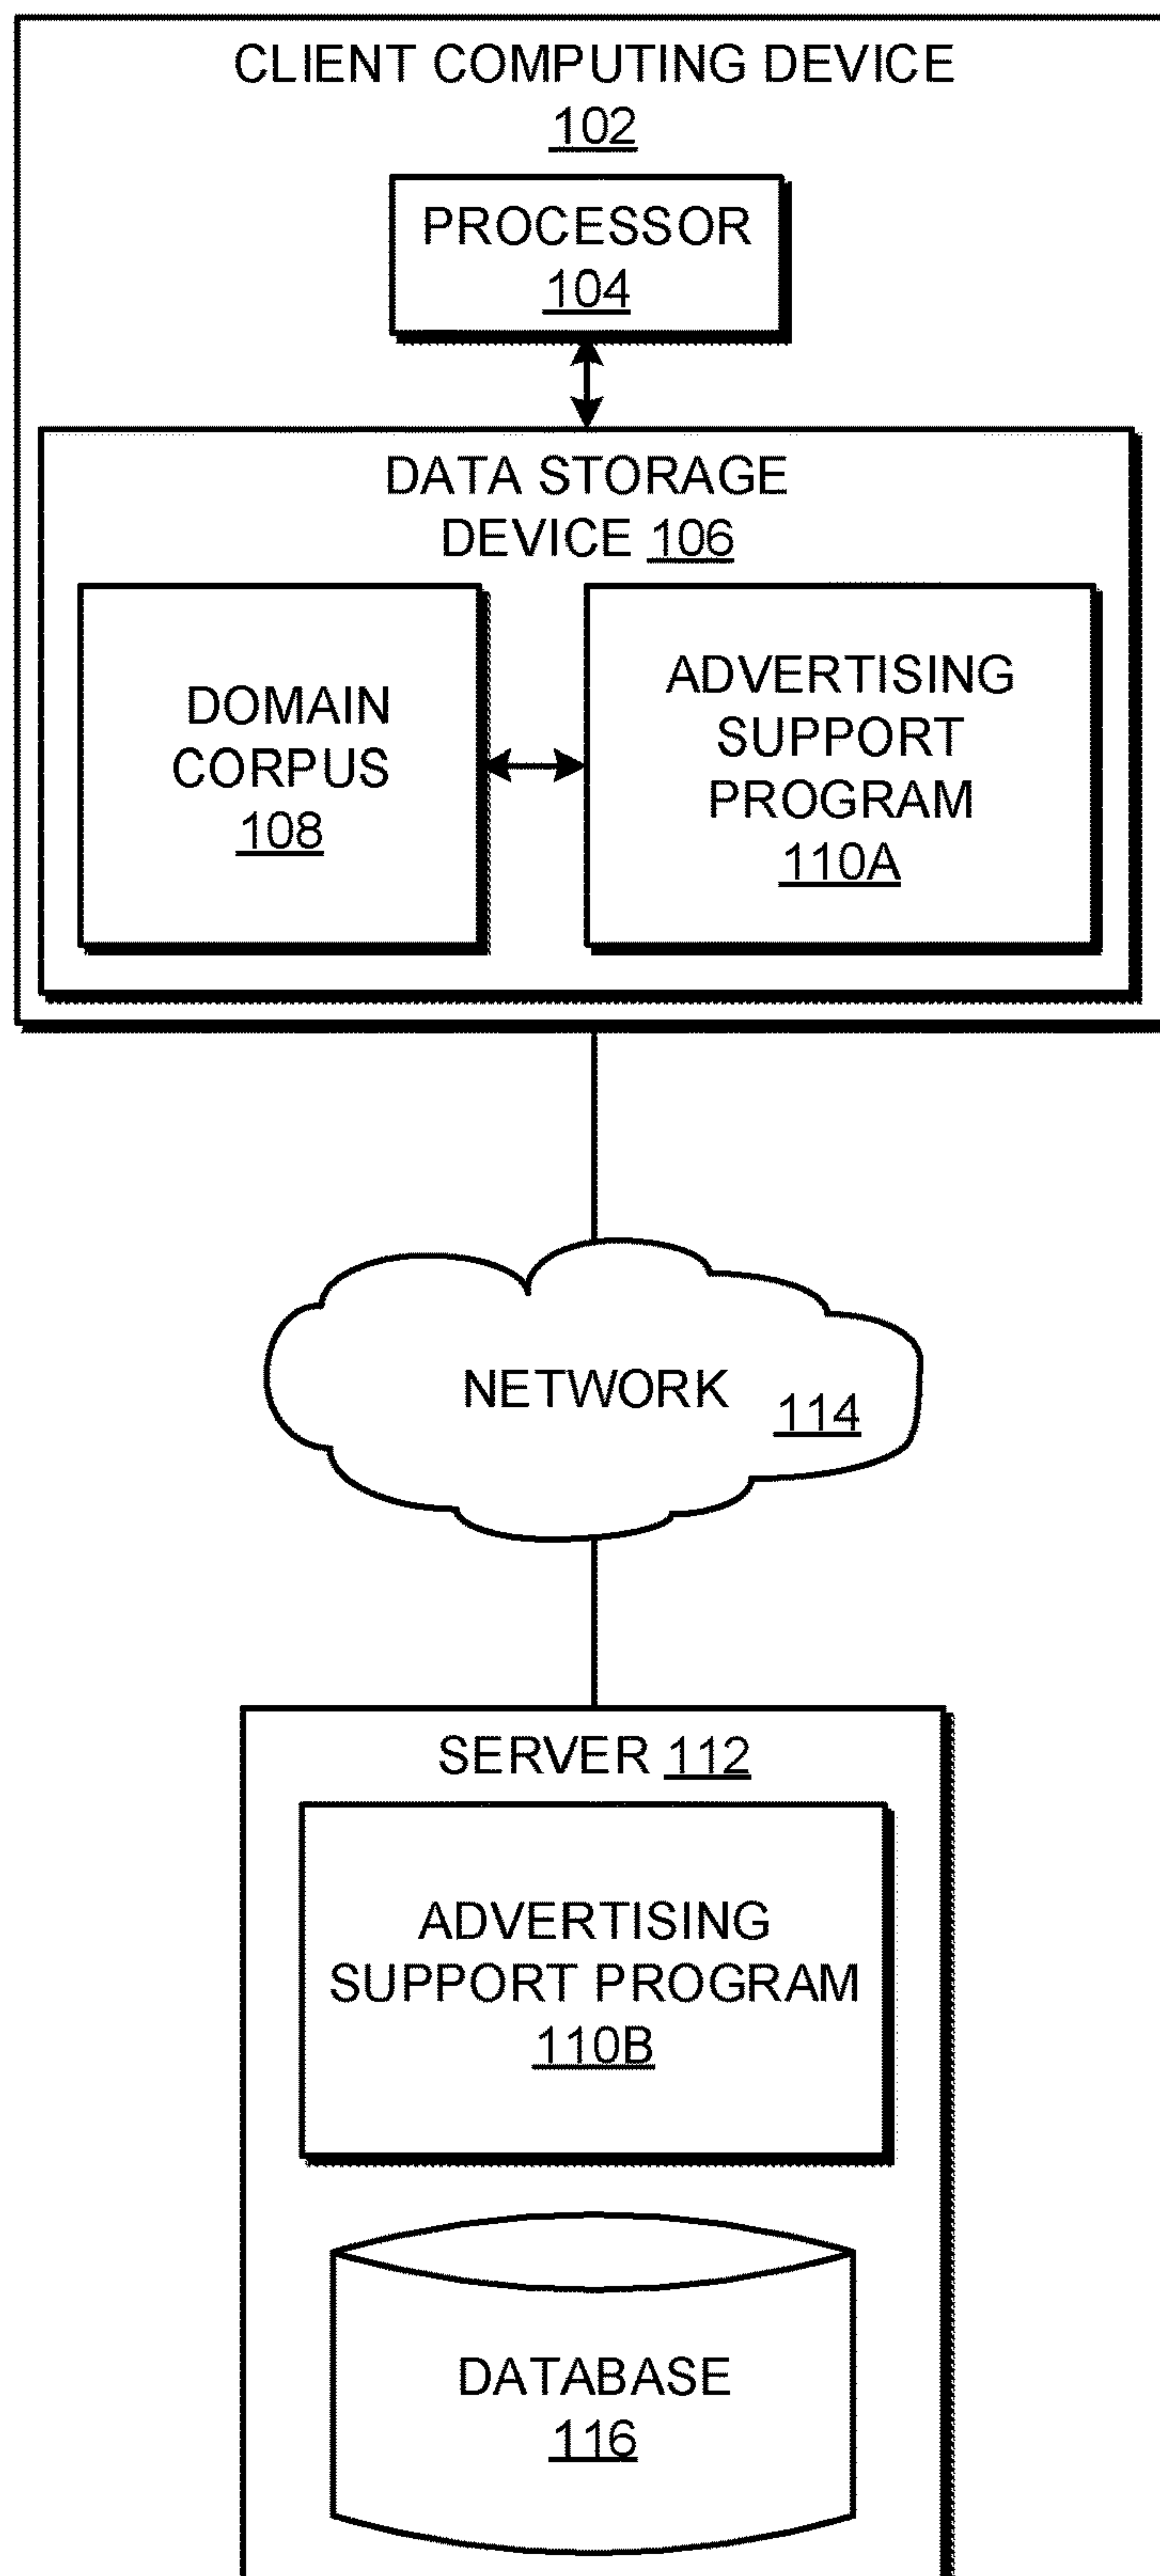 CLIENT COMPUTING DEVICE
102
PROCESSOR
104
DATA STORAGE
DEVICE 106
DOMAIN
CORPUS
108
ADVERTISING
SUPPORT
PROGRAM
110A
NETWORK 114
SERVER 112
ADVERTISING
SUPPORT PROGRAM
110B
DATABASE
116